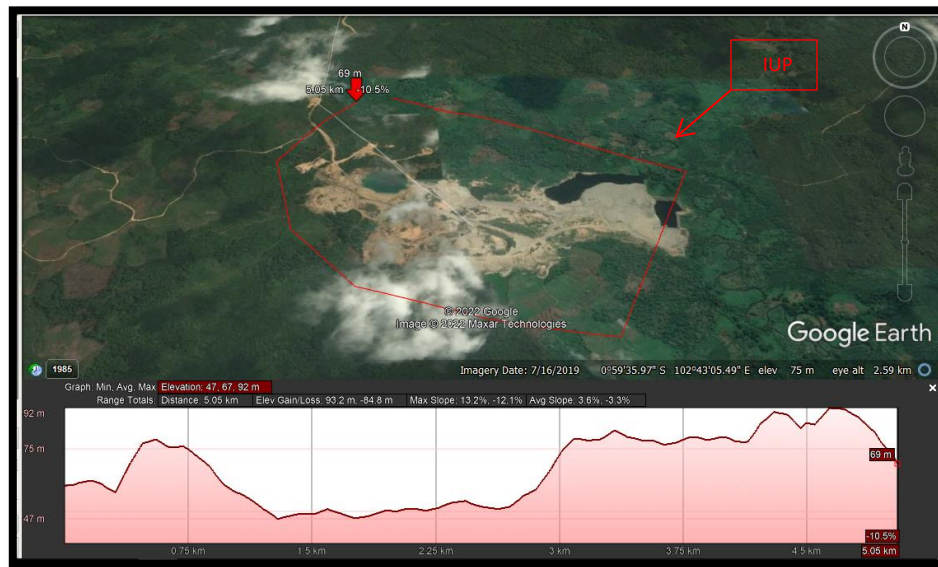 N
IUP
69 m
5.05 km -10.5%
© 2022 Google
Image © 2022 Maxar Technologies
Google Earth
1985
Imagery Date: 7/16/2019 0°59'35.97" S 102°43'05.49" E elev 75 m eye alt 2.59 km
Graph: Min, Avg, Max Elevation: 47, 67, 92 m
Range Totals: Distance: 5.05 km Elev Gain/Loss: 93.2 m, -84.8 m Max Slope: 13.2%, -12.1% Avg Slope: 3.6%, -3.3%
92 m
75 m
69 m
47 m
-10.5%
0.75 km 1.5 km 2.25 km 3 km 3.75 km 4.5 km 5.05 km